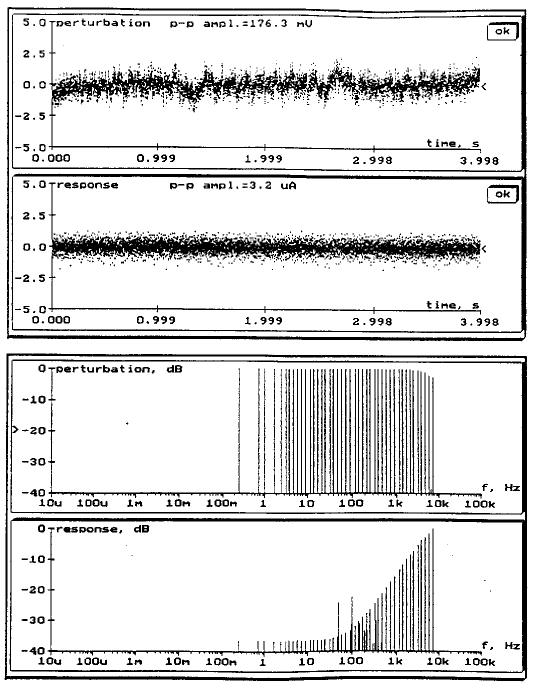 5.0 perturbation p-p ampl.=176.3 mV
ok
2.5
0.0
-2.5
-5.0
time, s
0.000 0.999 1.999 2.998 3.998
5.0 response p-p ampl.=3.2 uA
ok
2.5
0.0
-2.5
-5.0
time, s
0.000 0.999 1.999 2.998 3.998
0 perturbation, dB
-10
-20
-30
-40
f, Hz
10u 100u 1m 10m 100m 1 10 100 1k 10k 100k
0 response, dB
-10
-20
-30
-40
f, Hz
10u 100u 1m 10m 100m 1 10 100 1k 10k 100k